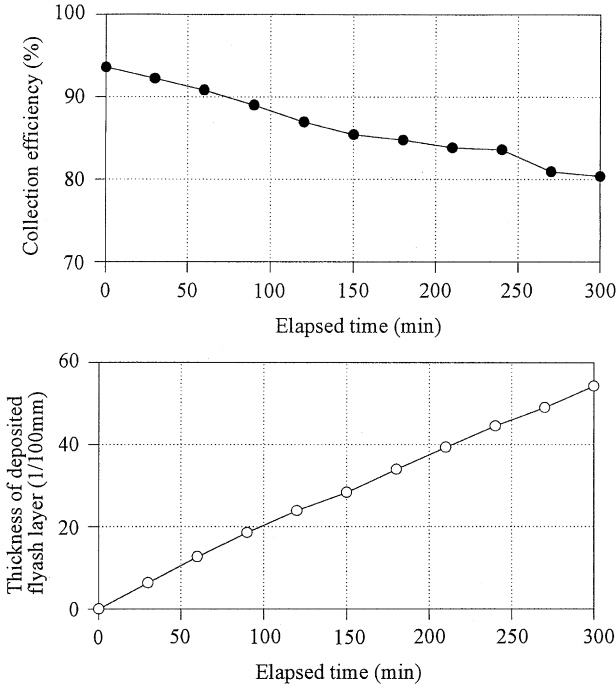 100
90
80
70
Collection efficiency (%)
0 50 100 150 200 250 300
Elapsed time (min)
60
40
20
0
Thickness of deposited
flyash layer (1/100mm)
0 50 100 150 200 250 300
Elapsed time (min)